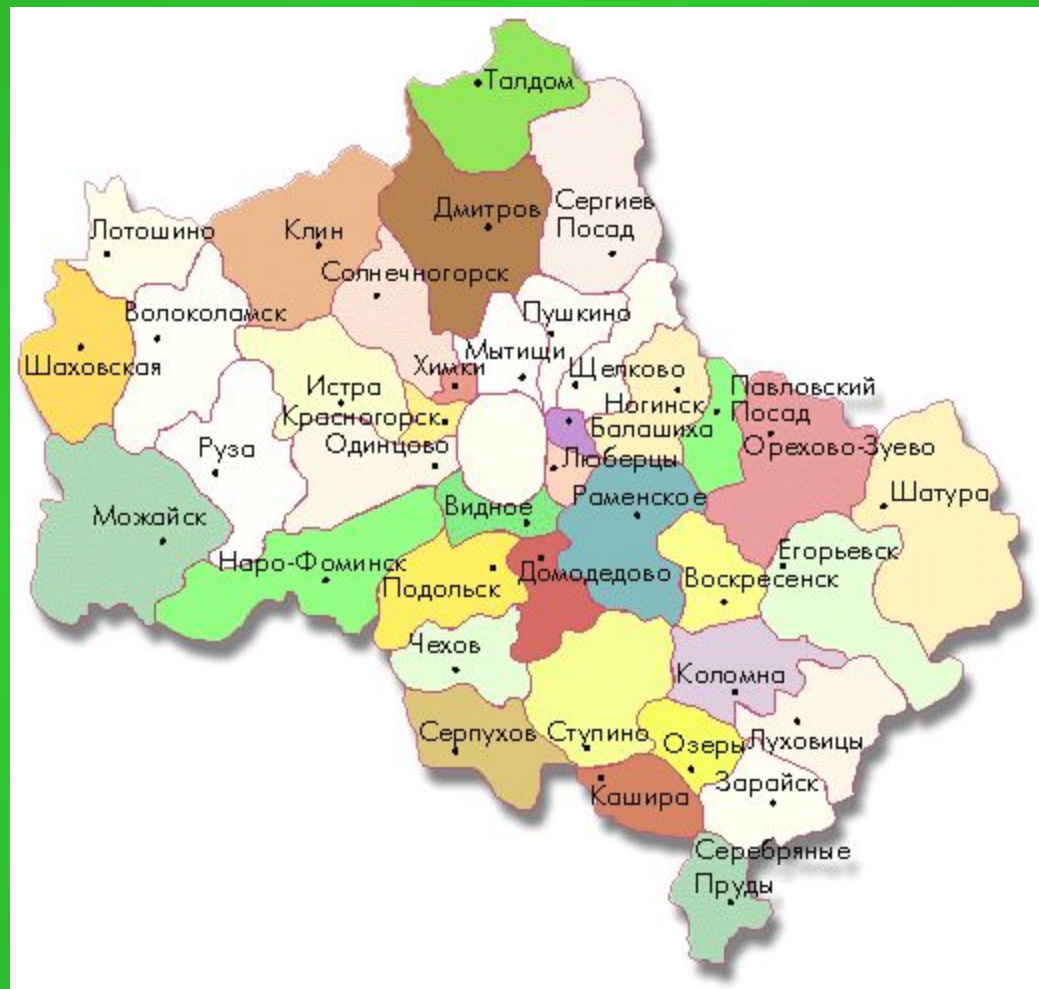 Талдом
Дмитров
Сергиев
Посад
Лотошино
Клин
Солнечногорск
Волоколамск
Пушкино
Мытищи
Шаховская
Химки
Щелково
Истра
Павловский
Посад
Ногинск
Красногорск
Балашиха
Руза
Одинцово
Орехово-Зуево
Люберцы
Шатура
Раменское
Видное
Можайск
Егорьевск
Наро-Фоминск
Домодедово
Воскресенск
Подольск
Чехов
Коломна
Серпухов
Ступино
Озеры
Луховицы
Зарайск
Кашира
Серебряные
Пруды